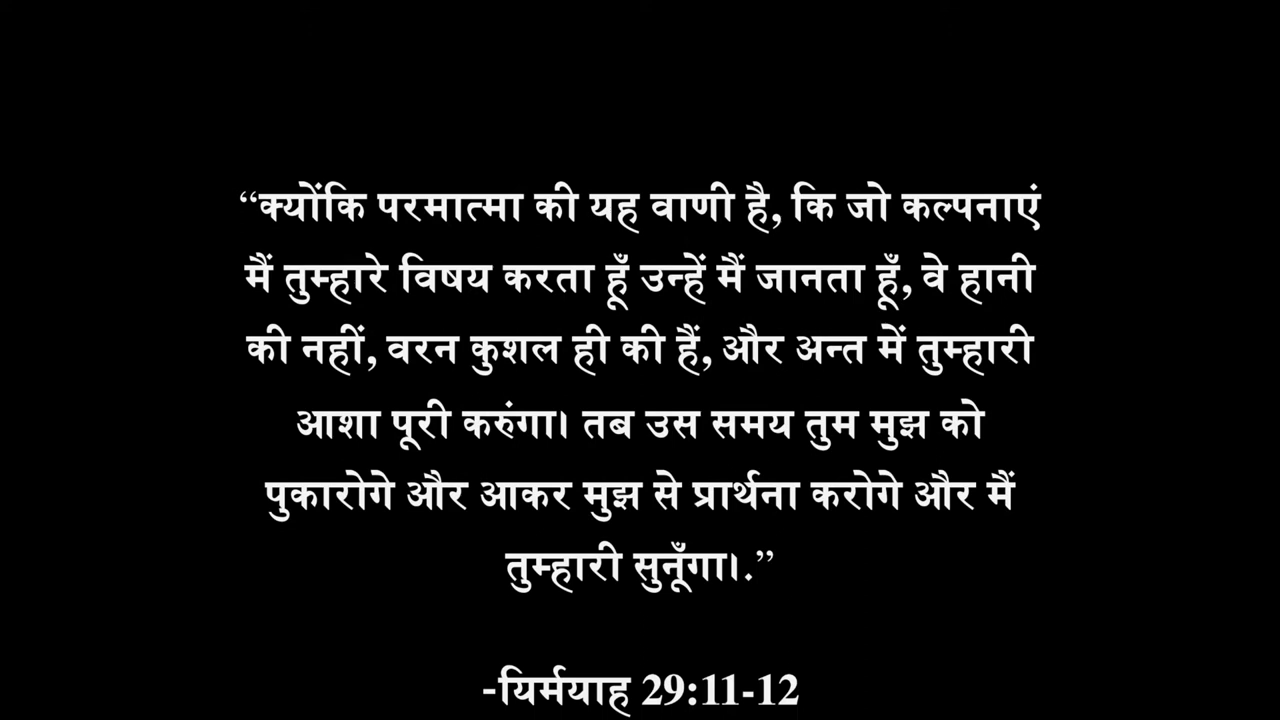 “क्योंकि परमात्मा की यह वाणी है, कि जो कल्पनाएं
मैं तुम्हारे विषय करता हूँ उन्हें मैं जानता हूँ, वे हानी
की नहीं, वरन कुशल ही की हैं, और अन्त में तुम्हारी
आशा पूरी करुंगा। तब उस समय तुम मुझ को
पुकारोगे और आकर मुझ से प्रार्थना करोगे और मैं
तुम्हारी सुनूँगा।.”
-यिर्मयाह 29:11-12